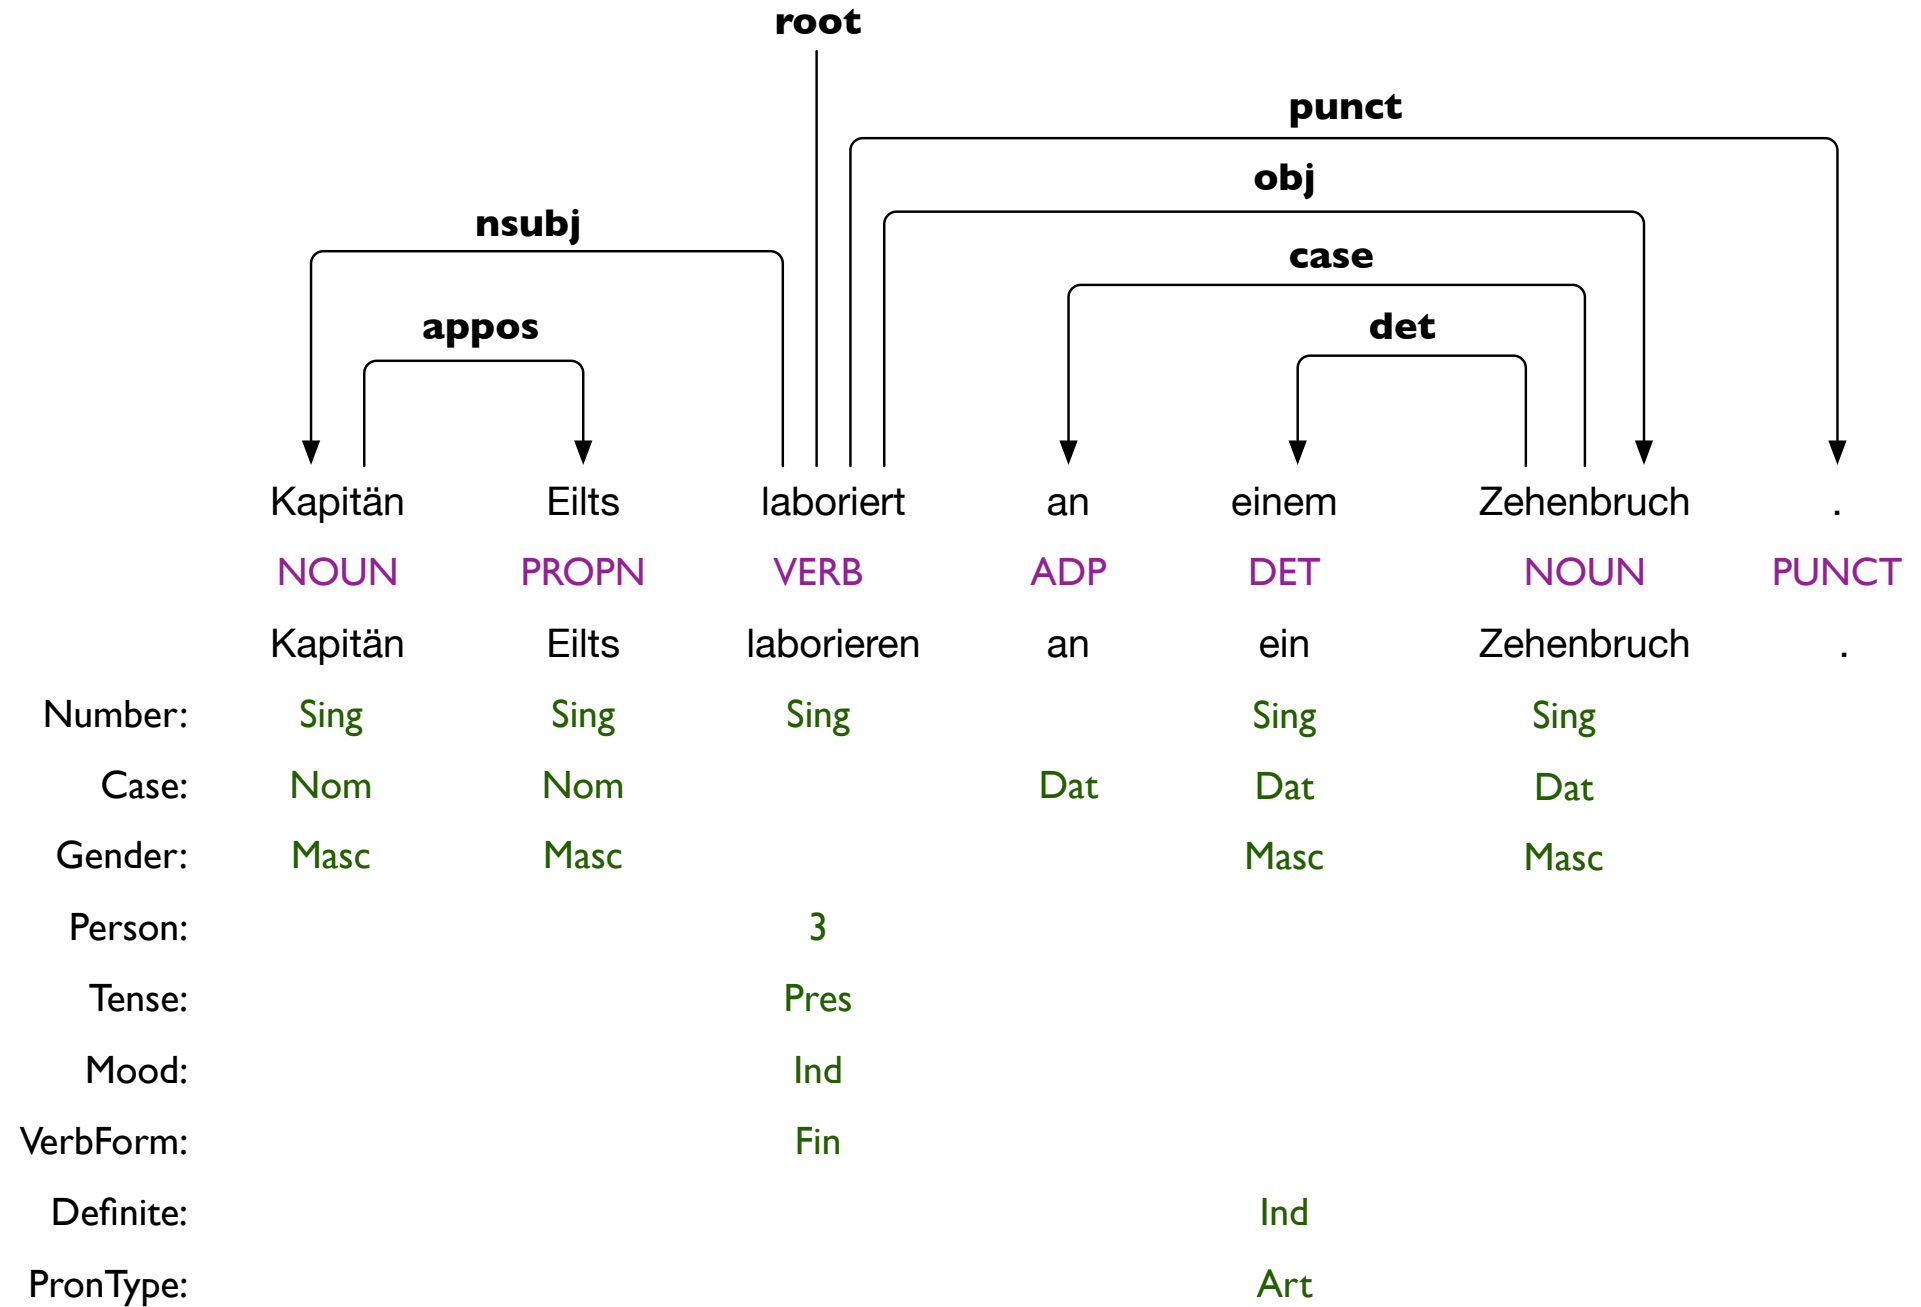 root
punct
obj
nsubj
case
appos det
Kapitän Eilts laboriert an einem Zehenbruch .
NOUN PROPN VERB ADP DET NOUN PUNCT
Kapitän Eilts laborieren an ein Zehenbruch .
Number: Sing Sing Sing Sing Sing
Case: Nom Nom Dat Dat Dat
Gender: Masc Masc Masc Masc
Person: 3
Tense: Pres
Mood: Ind
VerbForm: Fin
Definite: Ind
PronType: Art